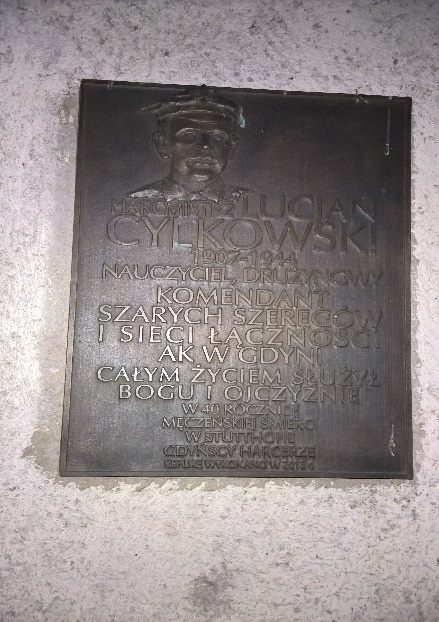 HARCMISTRZ LUCJAN
CYLKOWSKI
1907-1944
NAUCZYCIEL, DRUŻYNOWY
KOMENDANT
SZARYCH SZEREGÓW
I SIECI ŁĄCZNOŚCI
AK W GDYNI
CAŁYM ŻYCIEM SŁUŻYŁ
BOGU I OJCZYŹNIE
W 40 ROCZNICĘ
MĘCZEŃSKIEJ ŚMIERCI
W STUTTHOFIE
GDYŃSCY HARCERZE
REPLIKĘ WYKONANO W 2018 r.